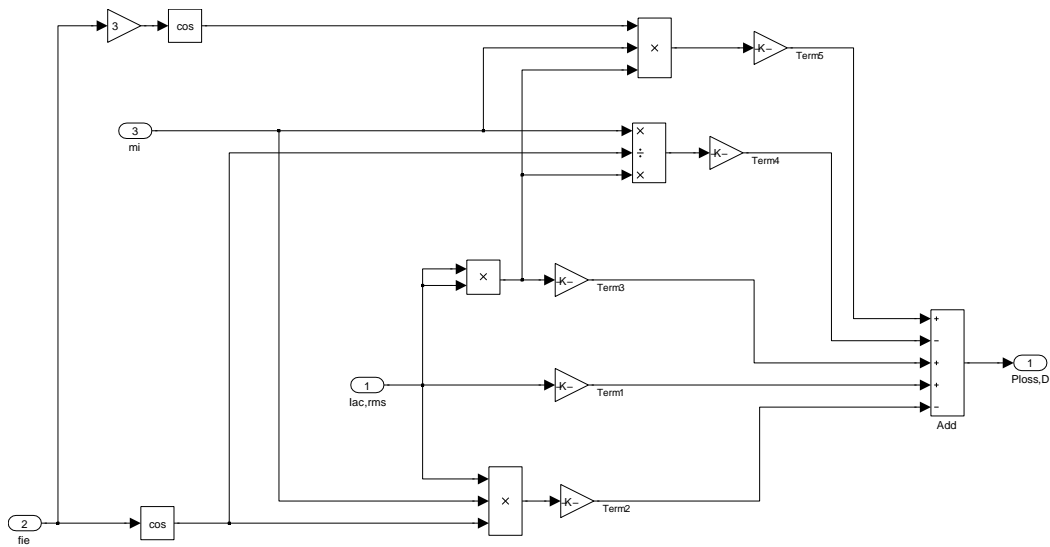 3
cos
×
-K-
Term5
3
mi
×
÷
×
-K-
Term4
×
-K-
Term3
1
Iac,rms
-K-
Term1
+
−
+
+
−
Add
1
Ploss,D
×
-K-
Term2
2
fie
cos